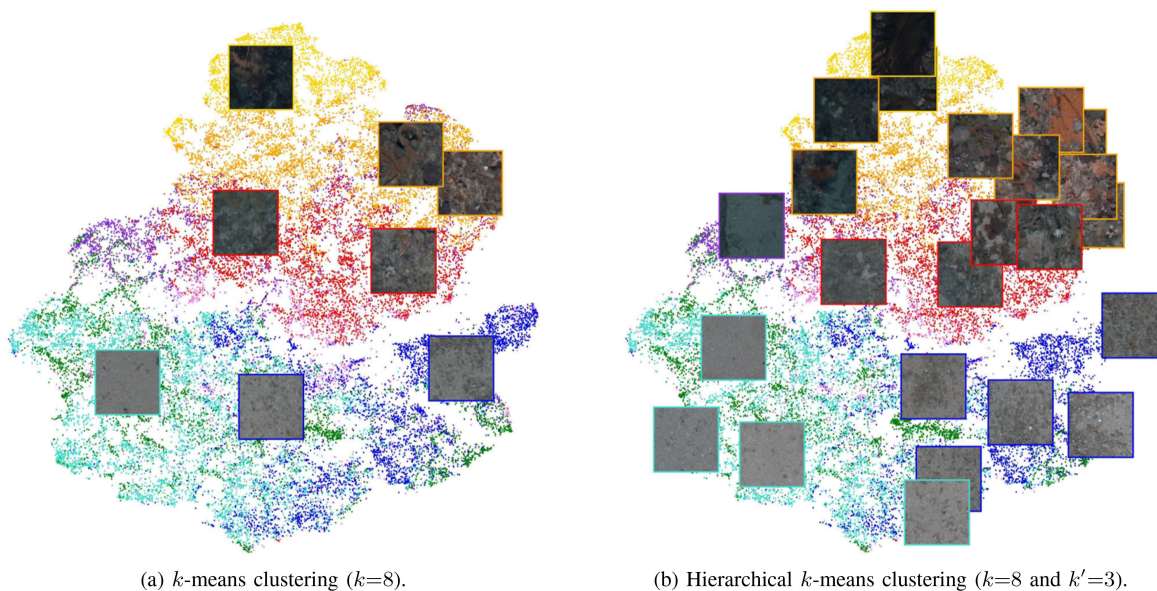 (a) k-means clustering (k=8).
(b) Hierarchical k-means clustering (k=8 and k′=3).